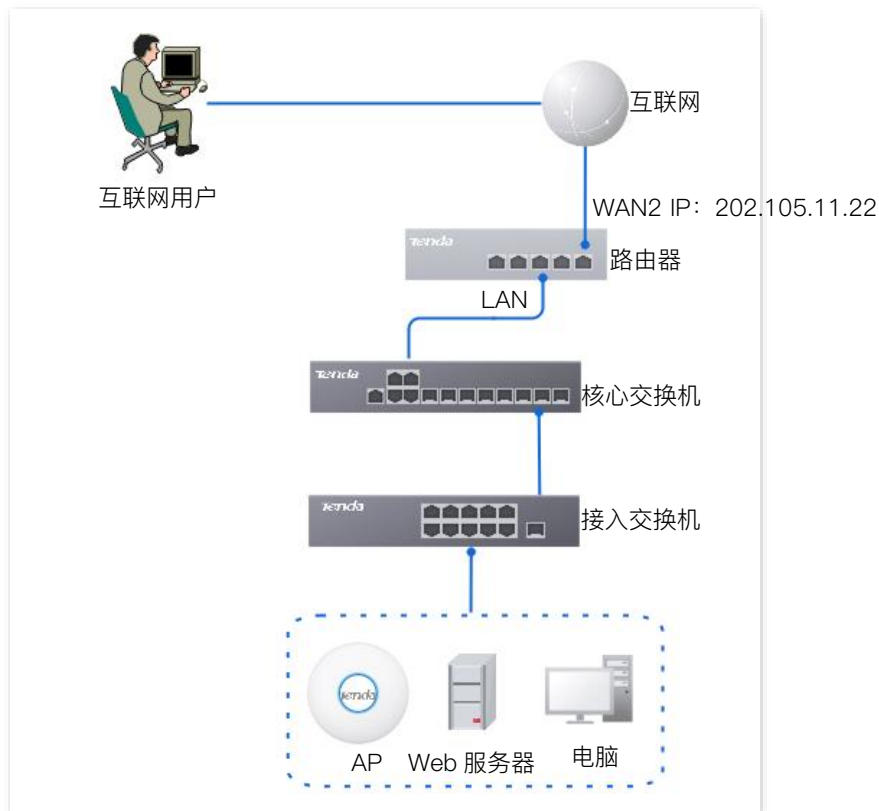 互联网
互联网用户
WAN2 IP：202.105.11.22
Tenda
路由器
LAN
Tenda
核心交换机
Tenda
接入交换机
Tenda
AP
Web 服务器
电脑